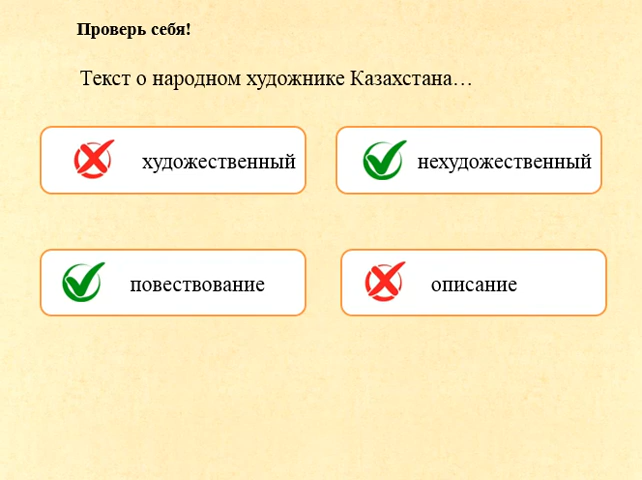 Проверь себя!
Текст о народном художнике Казахстана…
художественный
нехудожественный
повествование
описание